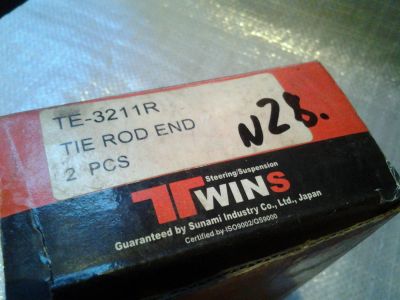 TE-3211R
TIE ROD END
2 PCS
N28.
Steering/Suspension
TWINS
Guaranteed by Sunami Industry Co., Ltd., Japan
Certified by-ISO9002/QS9000